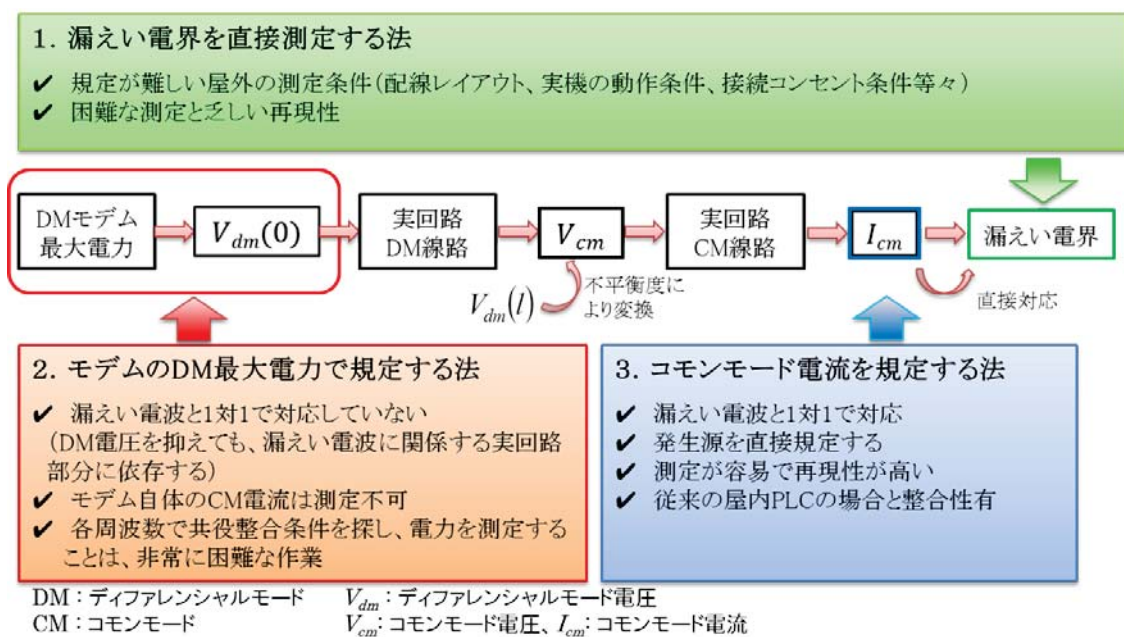 1. 漏えい電界を直接測定する法
✔ 規定が難しい屋外の測定条件(配線レイアウト、実機の動作条件、接続コンセント条件等々)
✔ 困難な測定と乏しい再現性
DMモデム
最大電力
V_dm(0)
実回路
DM線路
V_cm
実回路
CM線路
I_cm
漏えい電界
V_dm(l)
不平衡度に
より変換
直接対応
2. モデムのDM最大電力で規定する法
✔ 漏えい電波と1対1で対応していない
(DM電圧を抑えても、漏えい電波に関係する実回路
部分に依存する)
✔ モデム自体のCM電流は測定不可
✔ 各周波数で共役整合条件を探し、電力を測定する
ことは、非常に困難な作業
3. コモンモード電流を規定する法
✔ 漏えい電波と1対1で対応
✔ 発生源を直接規定する
✔ 測定が容易で再現性が高い
✔ 従来の屋内PLCの場合と整合性有
DM：ディファレンシャルモード V_dm：ディファレンシャルモード電圧
CM：コモンモード V_cm：コモンモード電圧、I_cm：コモンモード電流